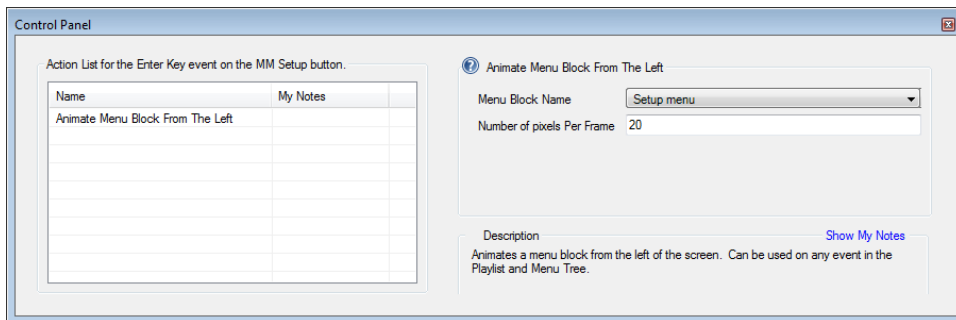 Control Panel
Action List for the Enter Key event on the MM Setup button.
Name My Notes
Animate Menu Block From The Left
Animate Menu Block From The Left
Menu Block Name Setup menu
Number of pixels Per Frame 20
Description Show My Notes
Animates a menu block from the left of the screen. Can be used on any event in the
Playlist and Menu Tree.